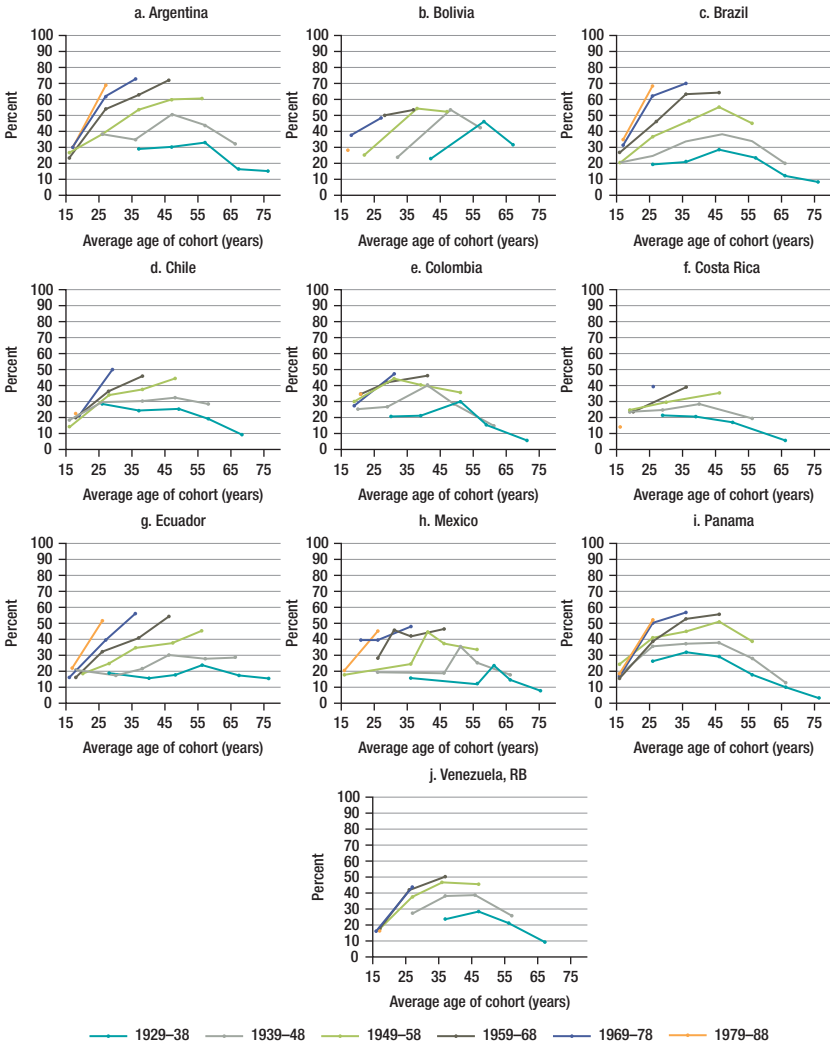 a. Argentina
b. Bolivia
c. Brazil
Percent
100
90
80
70
60
50
40
30
20
10
0
15 25 35 45 55 65 75
Average age of cohort (years)
Percent
100
90
80
70
60
50
40
30
20
10
0
15 25 35 45 55 65 75
Average age of cohort (years)
Percent
100
90
80
70
60
50
40
30
20
10
0
15 25 35 45 55 65 75
Average age of cohort (years)
d. Chile
e. Colombia
f. Costa Rica
Percent
100
90
80
70
60
50
40
30
20
10
0
15 25 35 45 55 65 75
Average age of cohort (years)
Percent
100
90
80
70
60
50
40
30
20
10
0
15 25 35 45 55 65 75
Average age of cohort (years)
Percent
100
90
80
70
60
50
40
30
20
10
0
15 25 35 45 55 65 75
Average age of cohort (years)
g. Ecuador
h. Mexico
i. Panama
Percent
100
90
80
70
60
50
40
30
20
10
0
15 25 35 45 55 65 75
Average age of cohort (years)
Percent
100
90
80
70
60
50
40
30
20
10
0
15 25 35 45 55 65 75
Average age of cohort (years)
Percent
100
90
80
70
60
50
40
30
20
10
0
15 25 35 45 55 65 75
Average age of cohort (years)
j. Venezuela, RB
Percent
100
90
80
70
60
50
40
30
20
10
0
15 25 35 45 55 65 75
Average age of cohort (years)
1929–38 1939–48 1949–58 1959–68 1969–78 1979–88